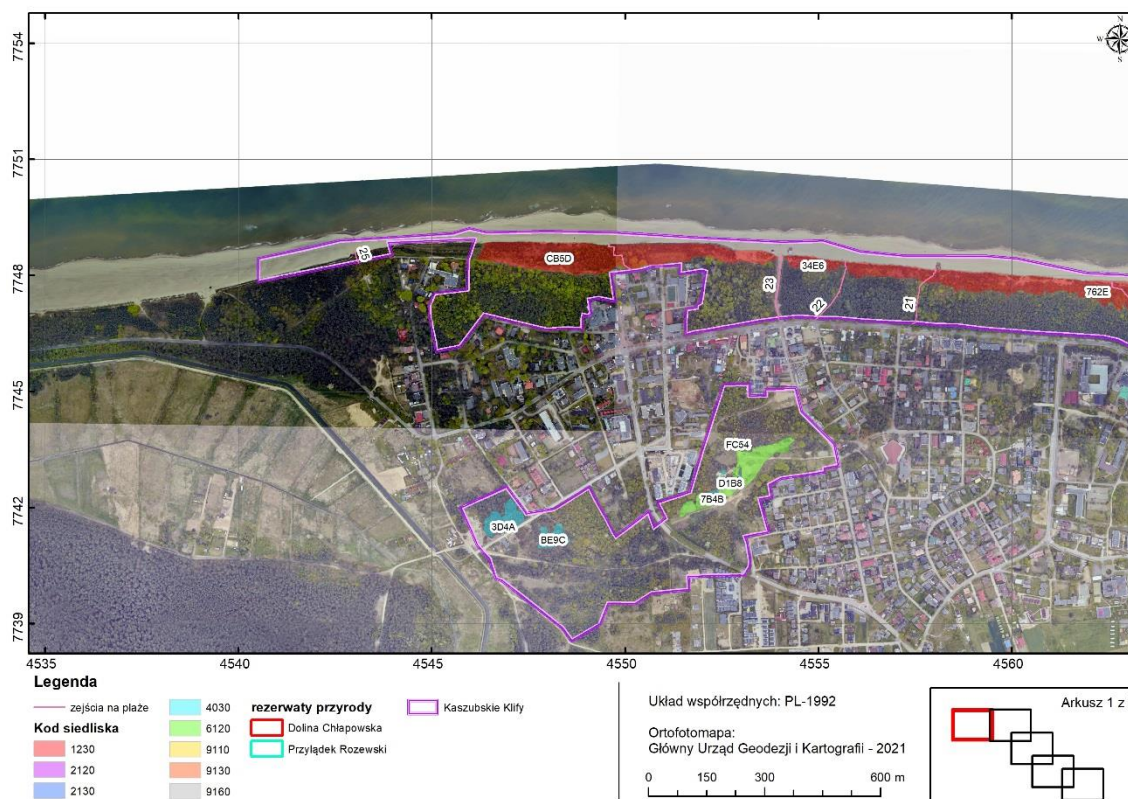 N
W E
S
7754
7751
7748
7745
7742
7739
25
CB5D
23
34E6
22
21
762E
FC54
D1B8
7B4B
3D4A
BE9C
4535 4540 4545 4550 4555 4560
Legenda
zejścia na plaże
Kod siedliska
1230
2120
2130
4030
6120
9110
9130
9160
rezerwaty przyrody
Dolina Chłapowska
Przylądek Rozewski
Kaszubskie Klify
Układ współrzędnych: PL-1992
Ortofotomapa:
Główny Urząd Geodezji i Kartografii - 2021
0 150 300 600 m
Arkusz 1 z